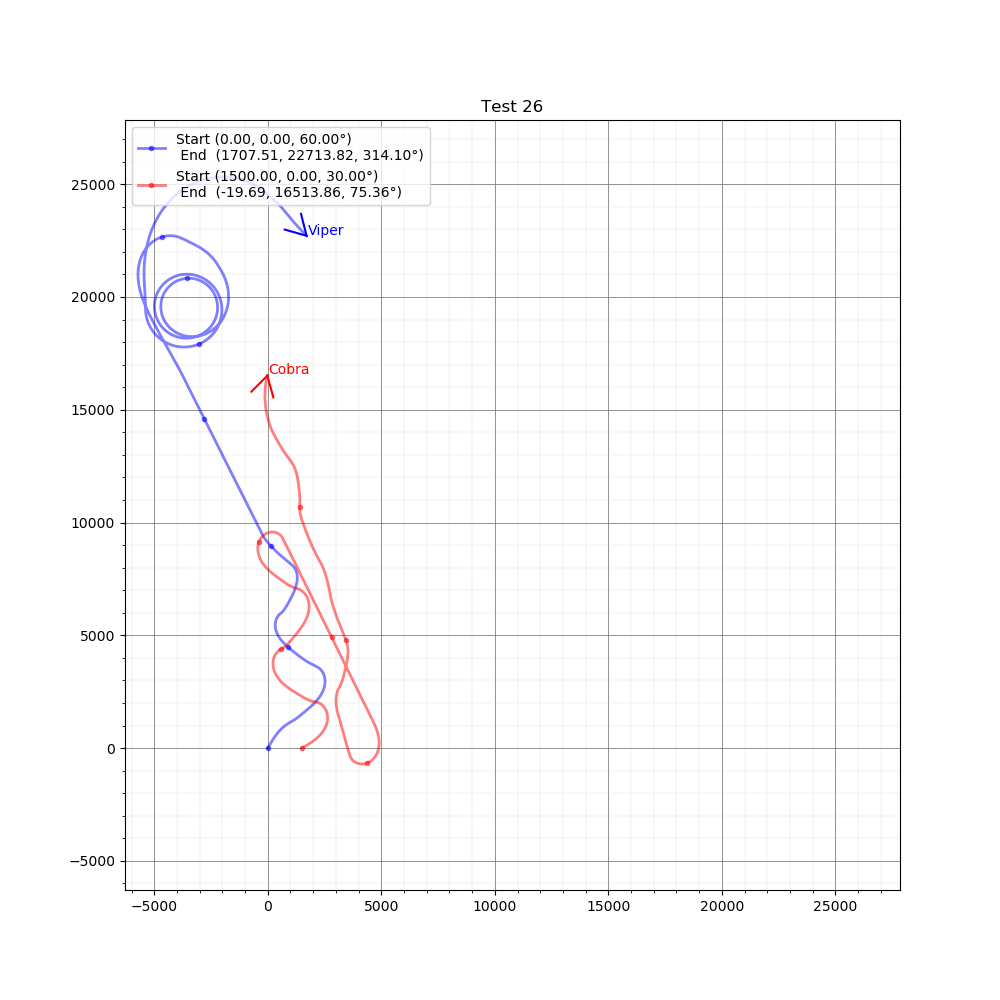 Test 26
Start (0.00, 0.00, 60.00°)
End  (1707.51, 22713.82, 314.10°)
Start (1500.00, 0.00, 30.00°)
End  (-19.69, 16513.86, 75.36°)
25000
Viper
20000
Cobra
15000
10000
5000
0
−5000
−5000 0 5000 10000 15000 20000 25000